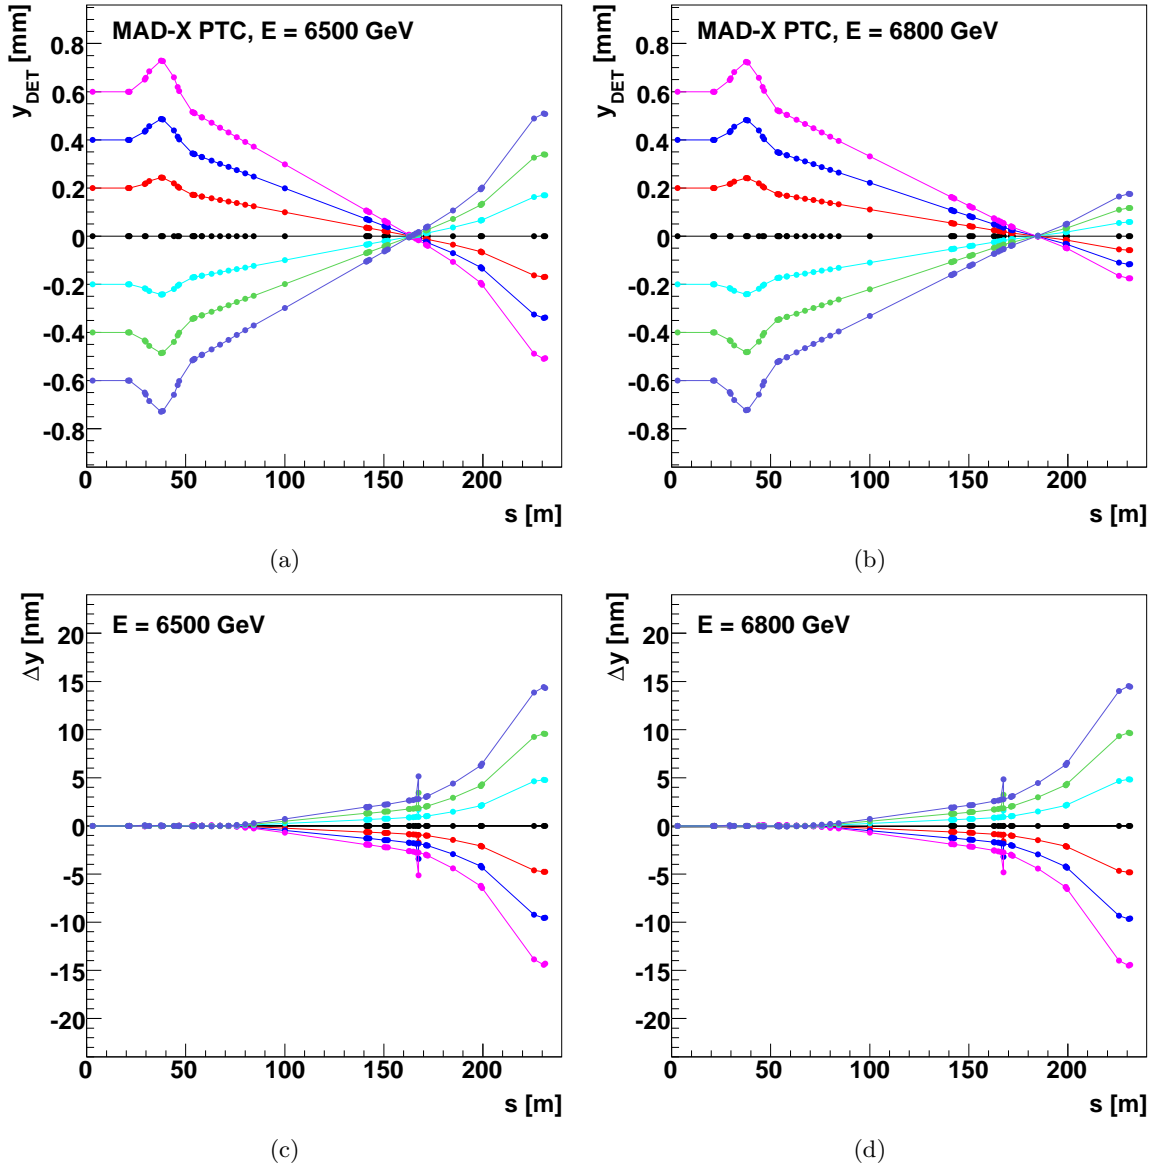 y_DET [mm]
MAD-X PTC, E = 6500 GeV
0.8
0.6
0.4
0.2
0
-0.2
-0.4
-0.6
-0.8
0 50 100 150 200
s [m]
(a)
y_DET [mm]
MAD-X PTC, E = 6800 GeV
0.8
0.6
0.4
0.2
0
-0.2
-0.4
-0.6
-0.8
0 50 100 150 200
s [m]
(b)
Δy [nm]
E = 6500 GeV
20
15
10
5
0
-5
-10
-15
-20
0 50 100 150 200
s [m]
(c)
Δy [nm]
E = 6800 GeV
20
15
10
5
0
-5
-10
-15
-20
0 50 100 150 200
s [m]
(d)